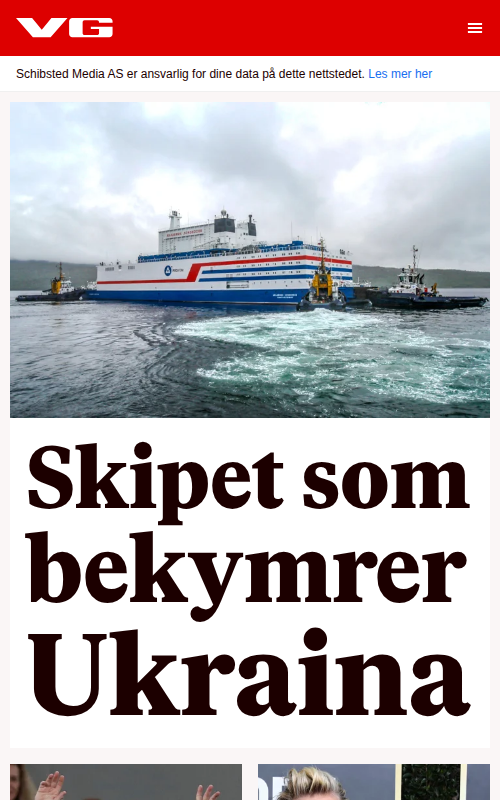 VG
Schibsted Media AS er ansvarlig for dine data på dette nettstedet. Les mer her
Skipet som
bekymrer
Ukraina